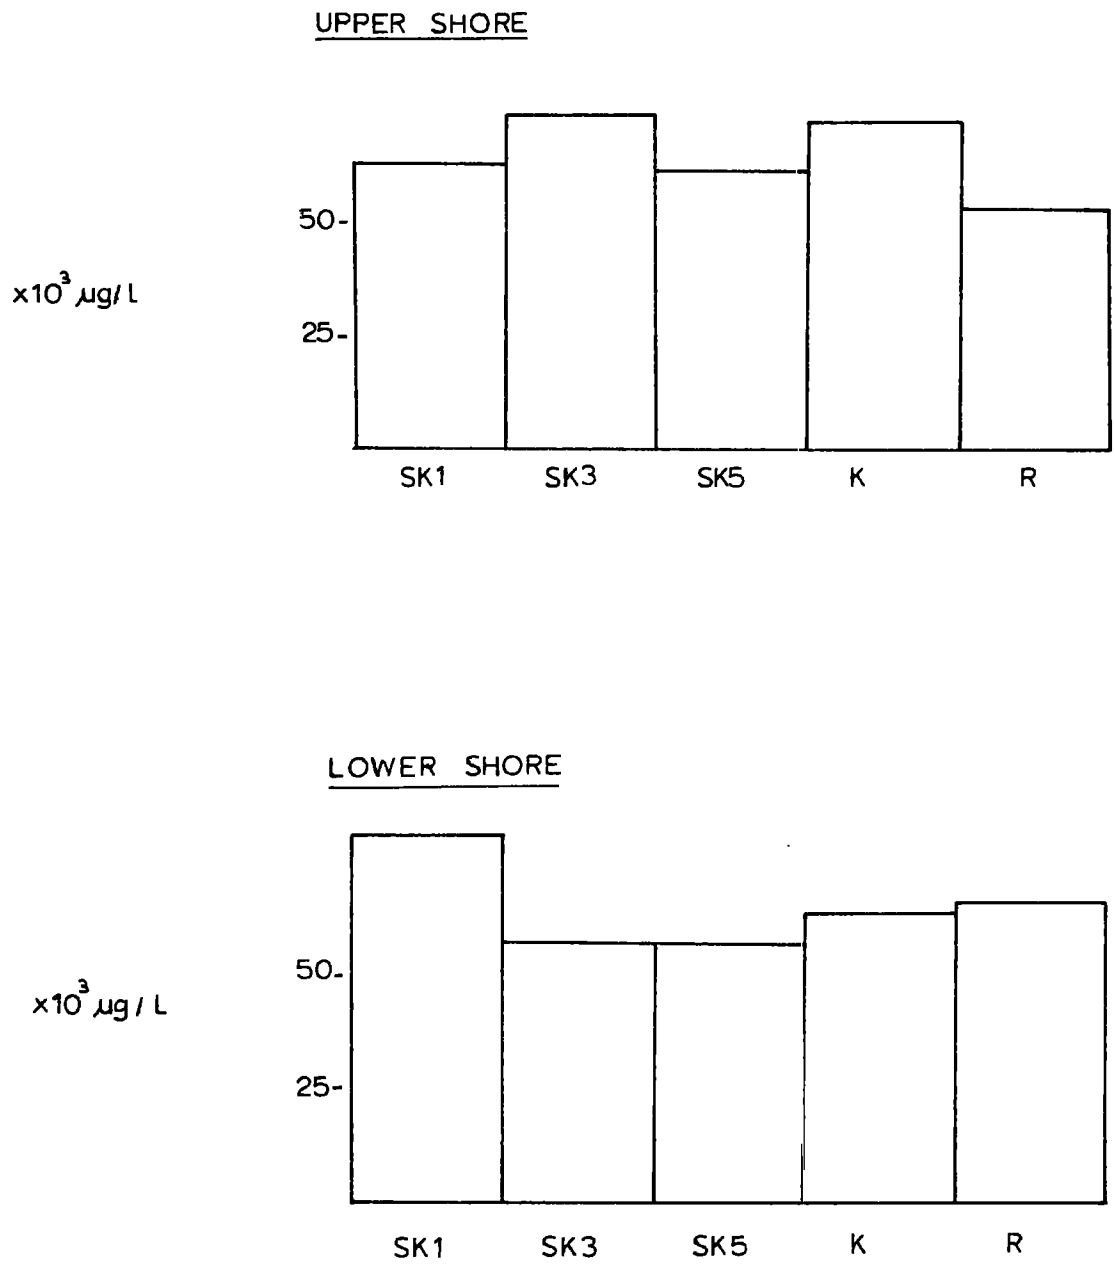 UPPER SHORE
50-
x10³ µg/L
25-
SK1 SK3 SK5 K R
LOWER SHORE
50-
x10³ µg/L
25-
SK1 SK3 SK5 K R